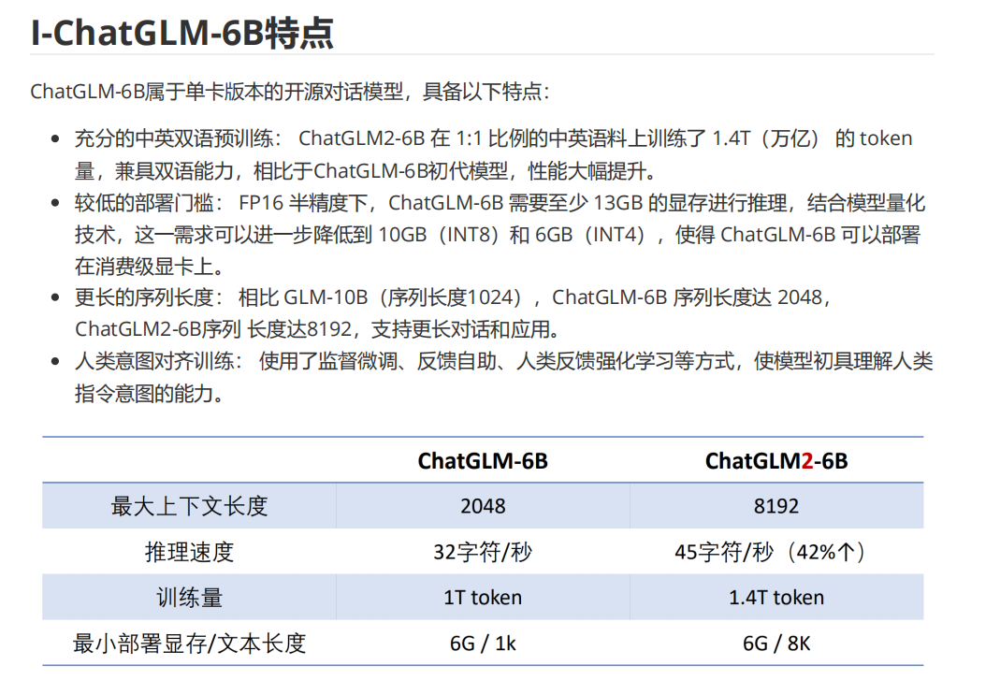 I-ChatGLM-6B特点
ChatGLM-6B属于单卡版本的开源对话模型，具备以下特点：
• 充分的中英双语预训练： ChatGLM2-6B 在 1:1 比例的中英语料上训练了 1.4T（万亿） 的 token
量，兼具双语能力，相比于ChatGLM-6B初代模型，性能大幅提升。
• 较低的部署门槛： FP16 半精度下，ChatGLM-6B 需要至少 13GB 的显存进行推理，结合模型量化
技术，这一需求可以进一步降低到 10GB（INT8）和 6GB（INT4），使得 ChatGLM-6B 可以部署
在消费级显卡上。
• 更长的序列长度： 相比 GLM-10B（序列长度1024），ChatGLM-6B 序列长度达 2048，
ChatGLM2-6B序列 长度达8192，支持更长对话和应用。
• 人类意图对齐训练： 使用了监督微调、反馈自助、人类反馈强化学习等方式，使模型初具理解人类
指令意图的能力。
ChatGLM-6B ChatGLM2-6B
最大上下文长度 2048 8192
推理速度 32字符/秒 45字符/秒（42%↑）
训练量 1T token 1.4T token
最小部署显存/文本长度 6G / 1k 6G / 8K